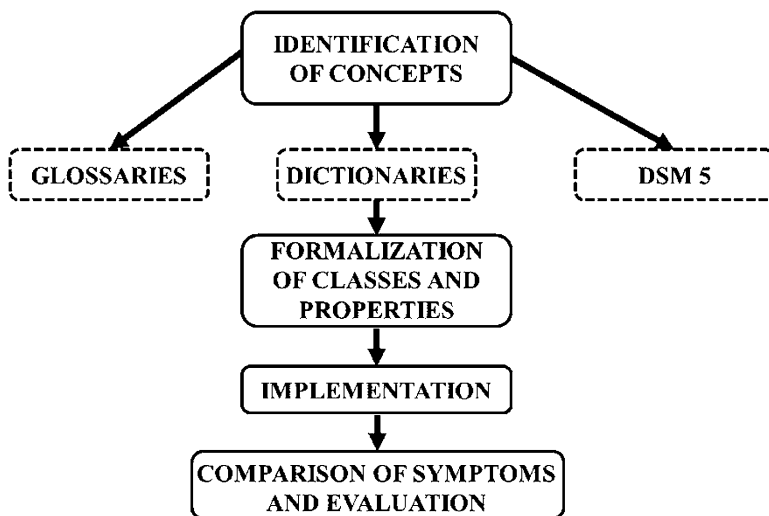 IDENTIFICATION
OF CONCEPTS
GLOSSARIES
DICTIONARIES
DSM 5
FORMALIZATION
OF CLASSES AND
PROPERTIES
IMPLEMENTATION
COMPARISON OF SYMPTOMS
AND EVALUATION